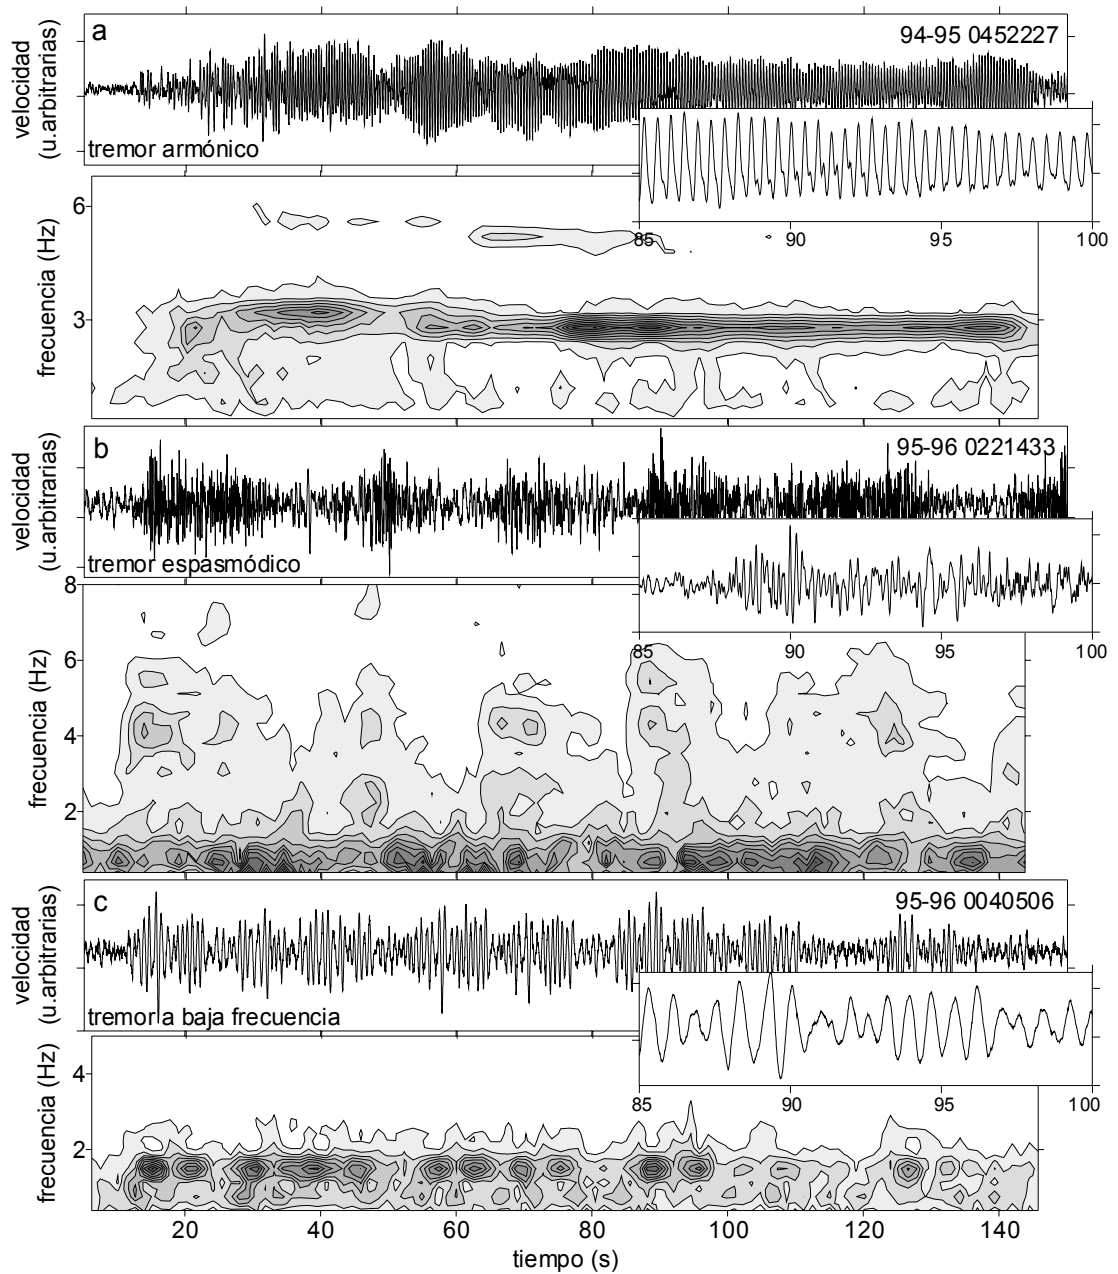 a
94-95 0452227
velocidad
(u.arbitrarias)
tremor armónico
85 90 95 100
6
3
frecuencia (Hz)
b
95-96 0221433
velocidad
(u.arbitrarias)
tremor espasmódico
85 90 95 100
8
6
4
2
frecuencia (Hz)
c
95-96 0040506
velocidad
(u.arbitrarias)
tremor a baja frecuencia
85 90 95 100
4
2
frecuencia (Hz)
20 40 60 80 100 120 140
tiempo (s)